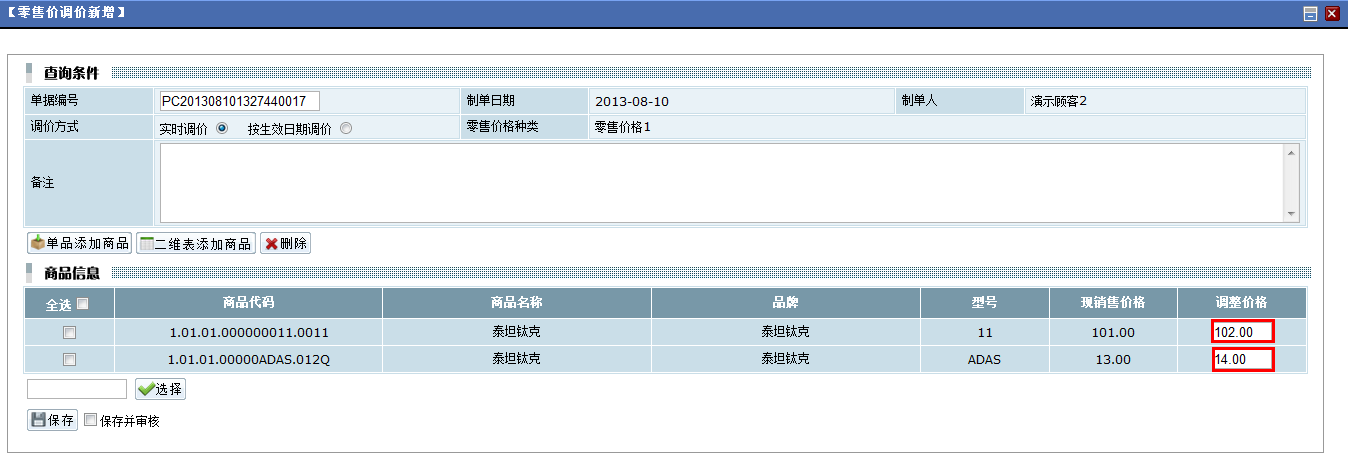 【零售价调价新增】
查询条件
单据编号 PC201308101327440017 制单日期 2013-08-10 制单人 演示顾客2
调价方式 实时调价 按生效日期调价 零售价格种类 零售价格1
备注
单品添加商品 二维表添加商品 删除
商品信息
全选 商品代码 商品名称 品牌 型号 现销售价格 调整价格
1.01.01.000000011.0011 泰坦钛克 泰坦钛克 11 101.00 102.00
1.01.01.00000ADAS.012Q 泰坦钛克 泰坦钛克 ADAS 13.00 14.00
选择
保存 保存并审核